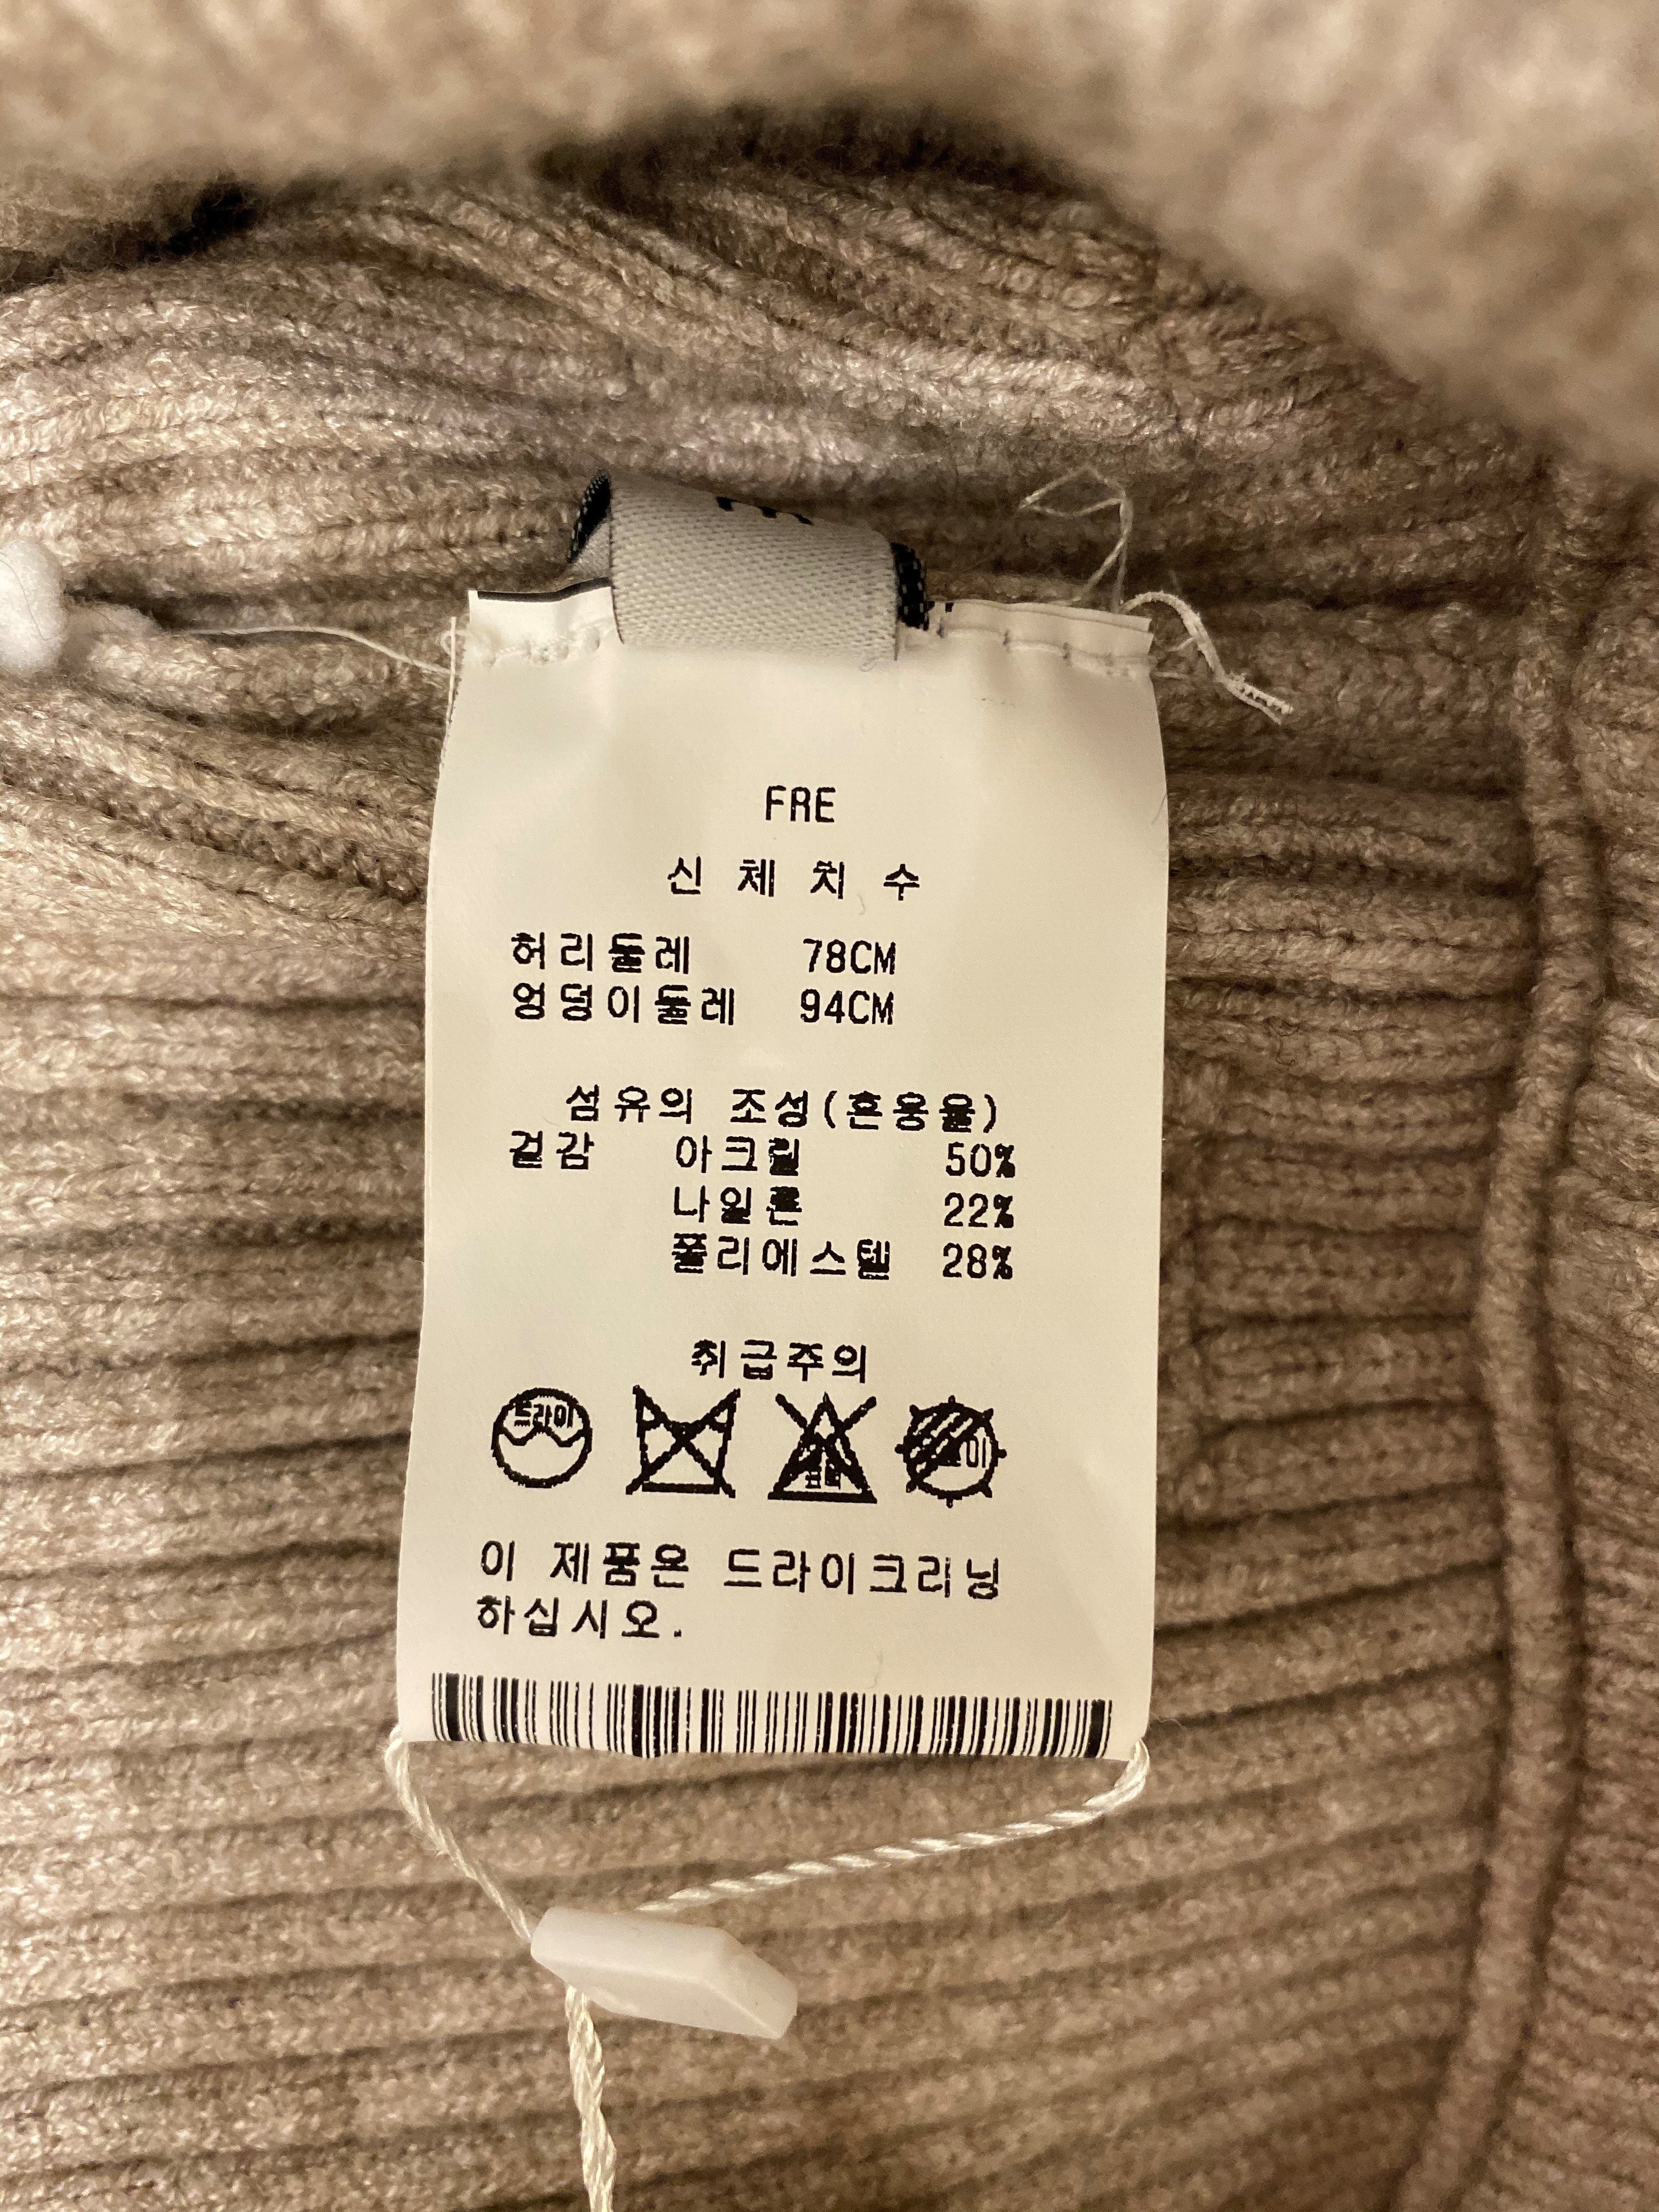 FRE
신체치수
허리둘레 78CM
엉덩이둘레 94CM
섬유의 조성(혼용율)
겉감 아크릴 50%
나일론 22%
폴리에스텔 28%
취급주의
드라이
이 제품은 드라이크리닝
하십시오.